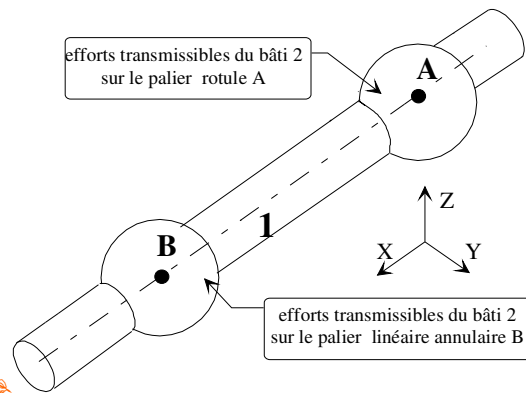 efforts transmissibles du bâti 2
sur le palier rotule A
A
B
1
Z
X
Y
efforts transmissibles du bâti 2
sur le palier linéaire annulaire B